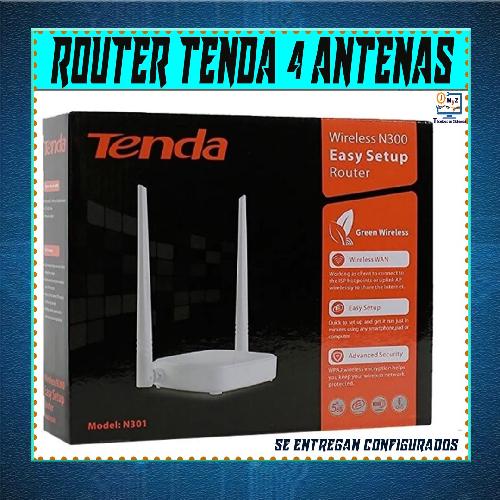 ROUTER TENDA 4 ANTENAS
Tenda
Wireless N300
Easy Setup
Router
Green Wireless
Wireless WAN
Working as client to connect to
the ISP hotspots or uplink AP
wirelessly to share the Internet.
Easy Setup
Quick to set up and get it run just in
minutes using any smartphone,pad or
computer
Advanced Security
WPA2 wireless encryption helps
you keep your wireless network
protected.
Easy
Setup
Router
Model: N301
SE ENTREGAN CONFIGURADOS